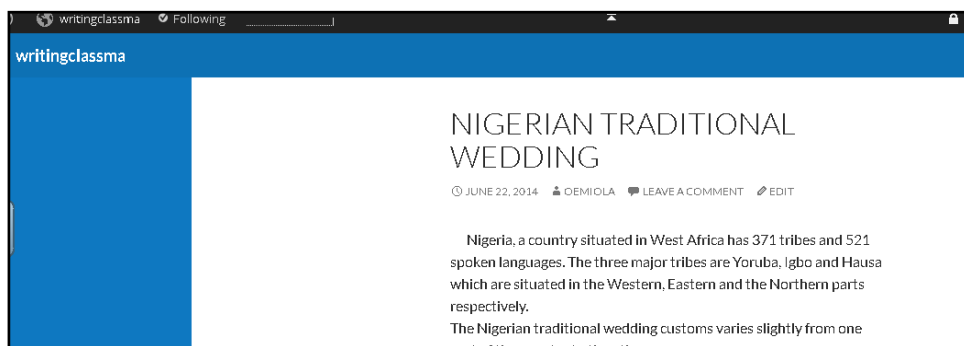 writingclassma Following
writingclassma
NIGERIAN TRADITIONAL
WEDDING
JUNE 22, 2014 OEMIOLA LEAVE A COMMENT EDIT
Nigeria, a country situated in West Africa has 371 tribes and 521
spoken languages. The three major tribes are Yoruba, Igbo and Hausa
which are situated in the Western, Eastern and the Northern parts
respectively.
The Nigerian traditional wedding customs varies slightly from one